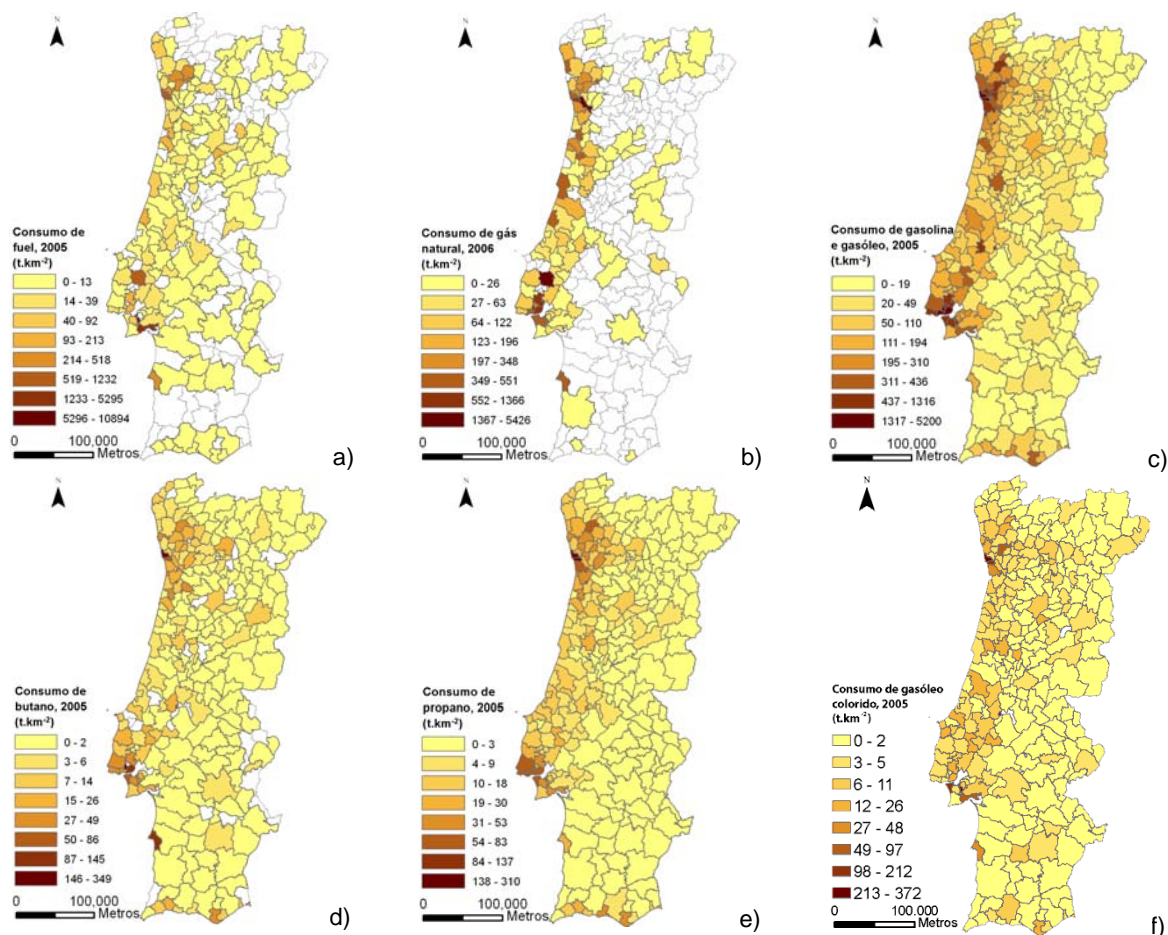 N
Consumo de
fuel, 2005
(t.km-2)
0 - 13
14 - 39
40 - 92
93 - 213
214 - 518
519 - 1232
1233 - 5295
5296 - 10894
0 100,000
Metros
a)
N
Consumo de gás
natural, 2006
(t.km-2)
0 - 26
27 - 63
64 - 122
123 - 196
197 - 348
349 - 551
552 - 1366
1367 - 5426
0 100,000
Metros
b)
N
Consumo de gasolina
e gasóleo, 2005
(t.km-2)
0 - 19
20 - 49
50 - 110
111 - 194
195 - 310
311 - 436
437 - 1316
1317 - 5200
0 100,000
Metros
c)
N
Consumo de
butano, 2005
(t.km-2)
0 - 2
3 - 6
7 - 14
15 - 26
27 - 49
50 - 86
87 - 145
146 - 349
0 100,000
Metros
d)
N
Consumo de
propano, 2005
(t.km-2)
0 - 3
4 - 9
10 - 18
19 - 30
31 - 53
54 - 83
84 - 137
138 - 310
0 100,000
Metros
e)
N
Consumo de gasóleo
colorido, 2005
(t.km-2)
0 - 2
3 - 5
6 - 11
12 - 26
27 - 48
49 - 97
98 - 212
213 - 372
0 100.000
Metros
f)